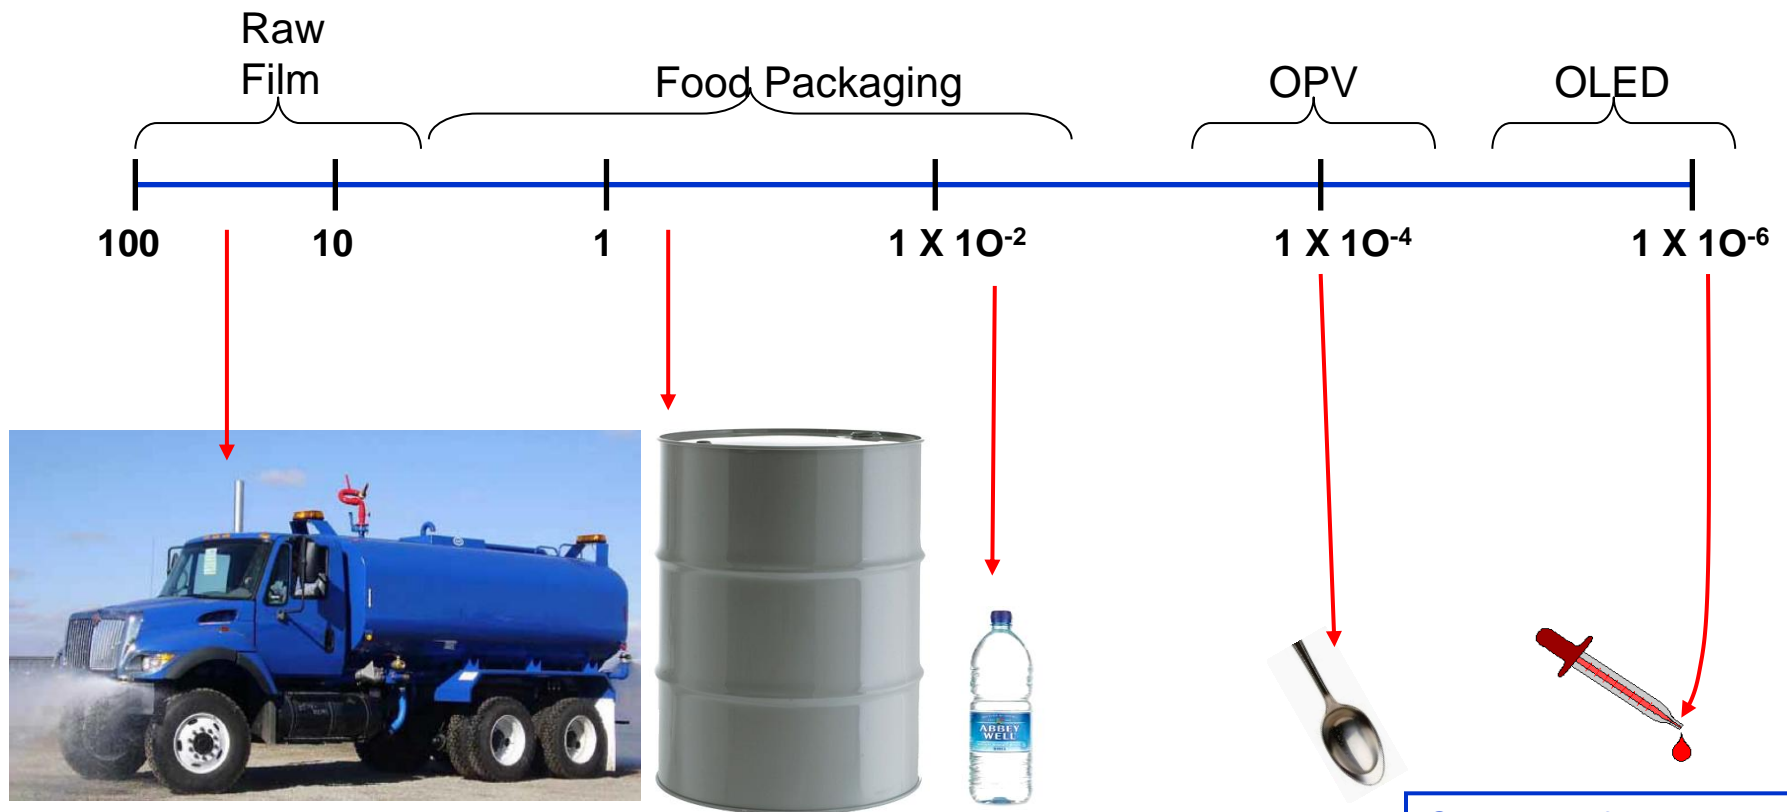 Raw
Film
Food Packaging
OPV
OLED
100
10
1
1 X 1O-2
1 X 1O-4
1 X 1O-6
ABBEY
WELL